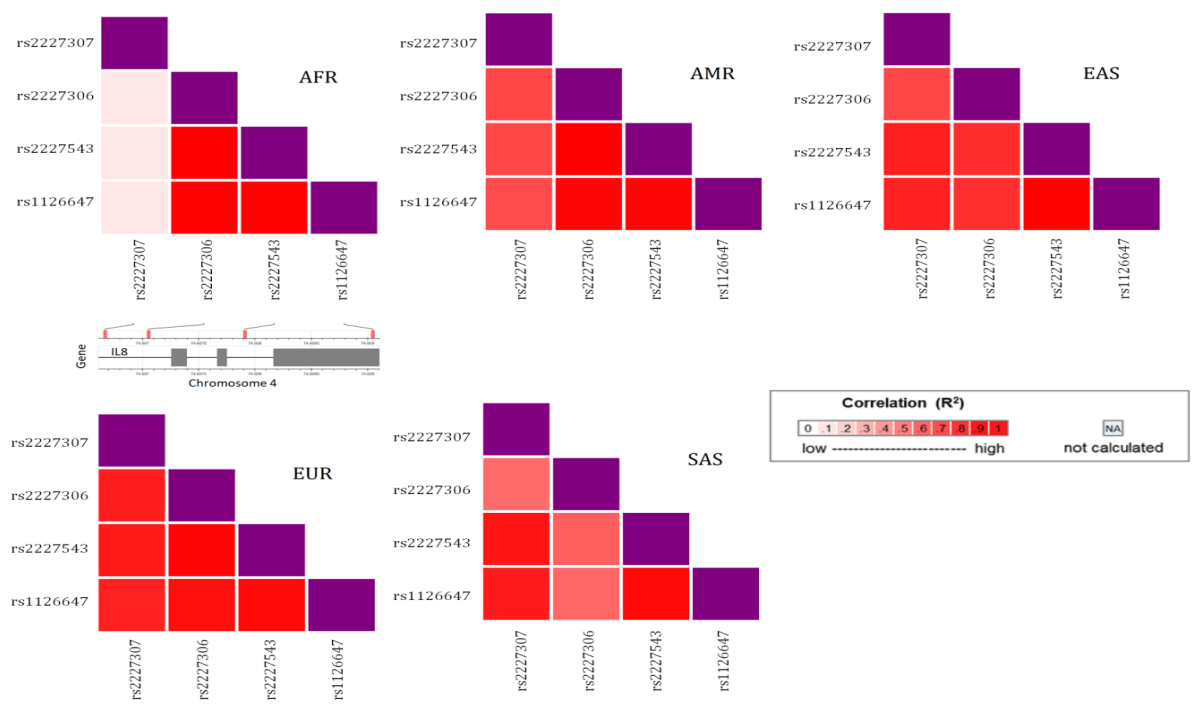 rs2227307
rs2227306
rs2227543
rs1126647
AFR
rs2227307
rs2227306
rs2227543
rs1126647
rs2227307
rs2227306
rs2227543
rs1126647
AMR
rs2227307
rs2227306
rs2227543
rs1126647
rs2227307
rs2227306
rs2227543
rs1126647
EAS
rs2227307
rs2227306
rs2227543
rs1126647
Gene
IL8
Chromosome 4
rs2227307
rs2227306
rs2227543
rs1126647
EUR
rs2227307
rs2227306
rs2227543
rs1126647
rs2227307
rs2227306
rs2227543
rs1126647
SAS
rs2227307
rs2227306
rs2227543
rs1126647
Correlation (R²)
0 .1 .2 .3 .4 .5 .6 .7 .8 .9 1
low ----------------------- high
NA
not calculated